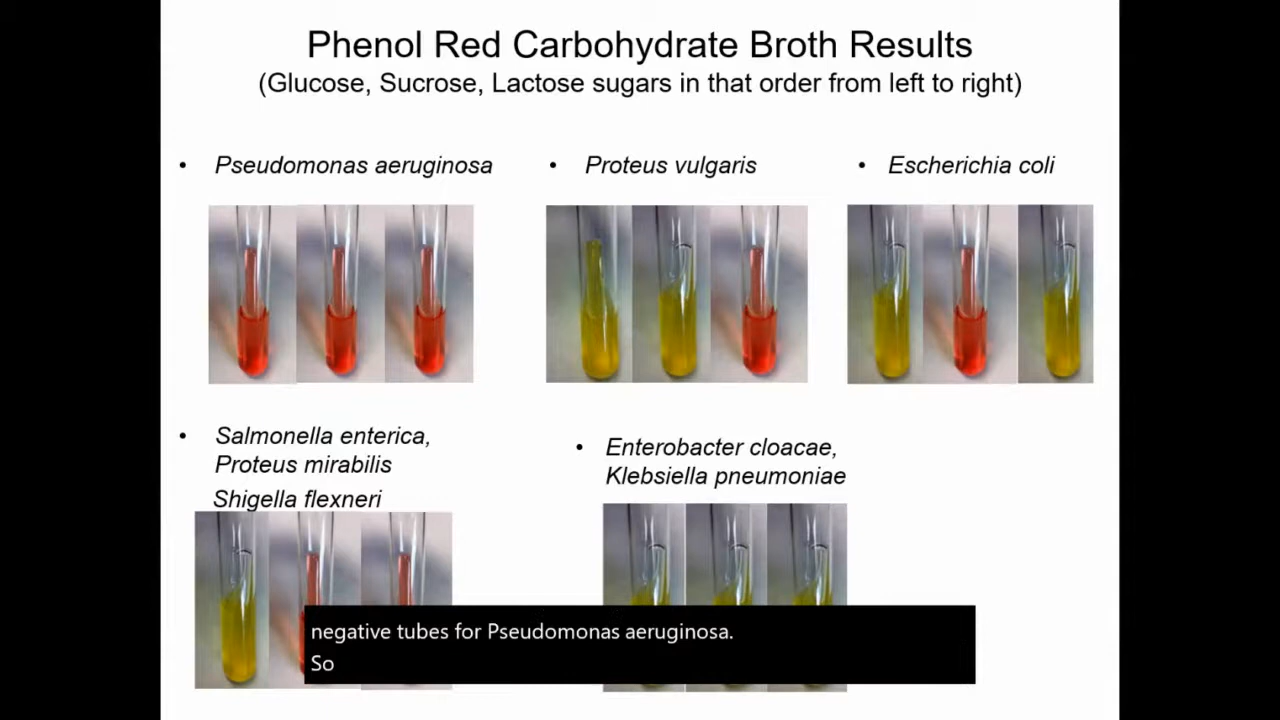 Phenol Red Carbohydrate Broth Results
(Glucose, Sucrose, Lactose sugars in that order from left to right)
• Pseudomonas aeruginosa
• Proteus vulgaris
• Escherichia coli
• Salmonella enterica,
Proteus mirabilis
Shigella flexneri
• Enterobacter cloacae,
Klebsiella pneumoniae
negative tubes for Pseudomonas aeruginosa.
So